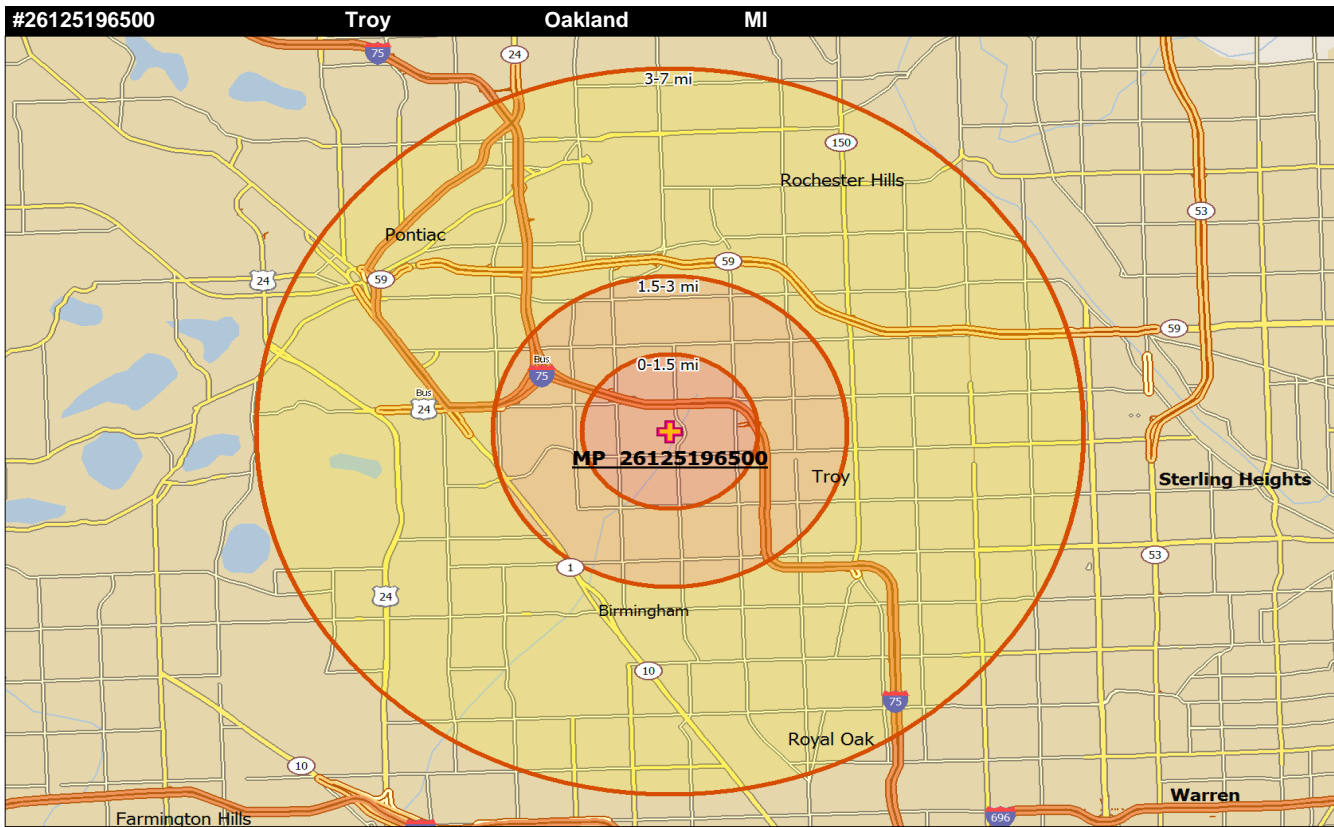 #26125196500 Troy Oakland MI
75
24
3-7 mi
150
Rochester Hills
53
Pontiac
59
24
59
1.5-3 mi
59
0-1.5 mi
Bus
75
Bus
24
MP 26125196500
Troy
Sterling Heights
53
1
24
Birmingham
10
75
Royal Oak
10
Warren
696
Farmington Hills